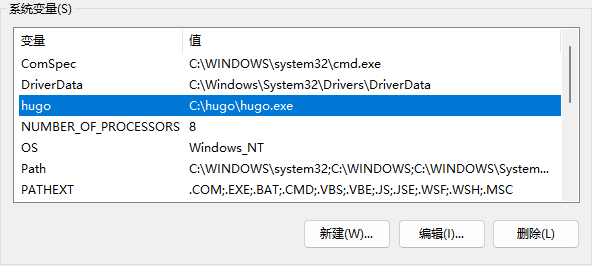 系统变量(S)
变量 值
ComSpec C:\WINDOWS\system32\cmd.exe
DriverData C:\Windows\System32\Drivers\DriverData
hugo C:\hugo\hugo.exe
NUMBER_OF_PROCESSORS 8
OS Windows_NT
Path C:\WINDOWS\system32;C:\WINDOWS;C:\WINDOWS\System...
PATHEXT .COM;.EXE;.BAT;.CMD;.VBS;.VBE;.JS;.JSE;.WSF;.WSH;.MSC
新建(W)... 编辑(I)... 删除(L)